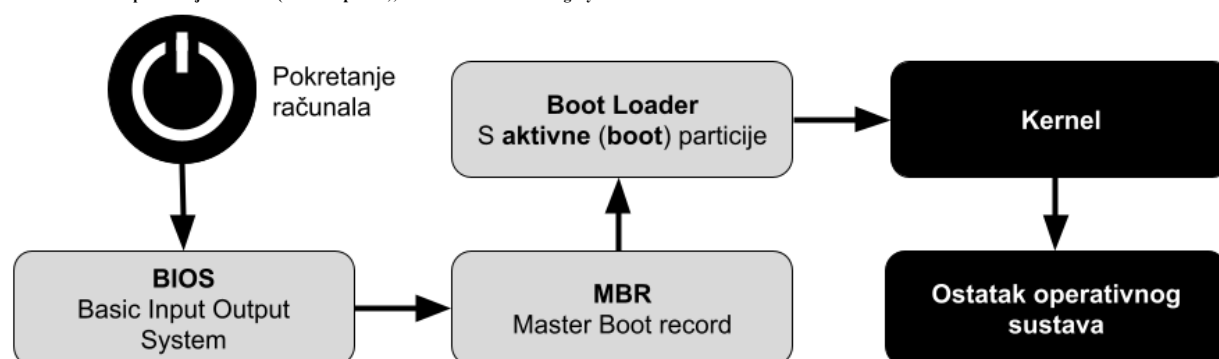 Pokretanje
računala
BIOS
Basic Input Output
System
MBR
Master Boot record
Boot Loader
S aktivne (boot) particije
Kernel
Ostatak operativnog
sustava